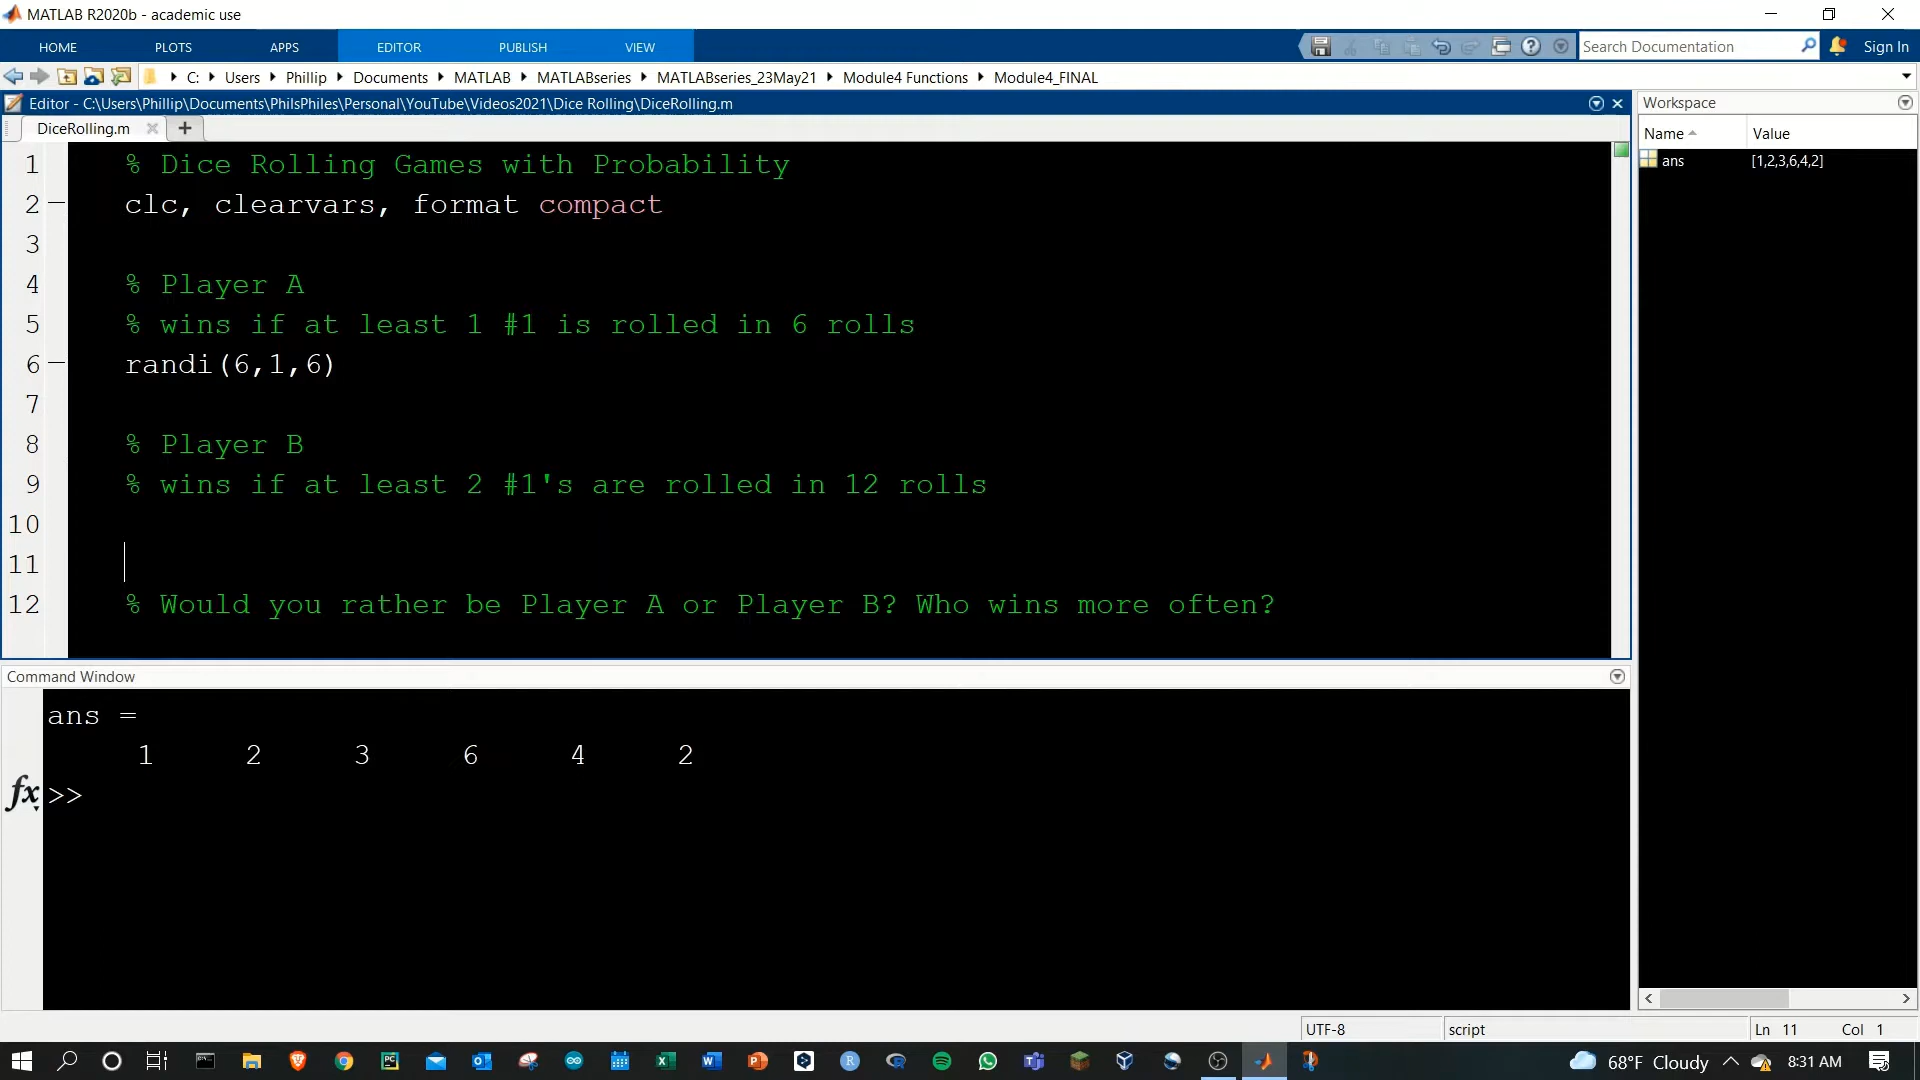 MATLAB R2020b - academic use
HOME PLOTS APPS EDITOR PUBLISH VIEW
Search Documentation
Sign In
C: Users Phillip Documents MATLAB MATLABseries MATLABseries_23May21 Module4 Functions Module4_FINAL
Editor - C:\Users\Phillip\Documents\PhilsPhiles\Personal\YouTube\Videos2021\Dice Rolling\DiceRolling.m
DiceRolling.m
1 % Dice Rolling Games with Probability
2 clc, clearvars, format compact
3
4 % Player A
5 % wins if at least 1 #1 is rolled in 6 rolls
6 randi(6,1,6)
7
8 % Player B
9 % wins if at least 2 #1's are rolled in 12 rolls
10
11
12 % Would you rather be Player A or Player B? Who wins more often?
Workspace
Name Value
ans [1,2,3,6,4,2]
Command Window
ans =
1 2 3 6 4 2
fx >>
UTF-8 script Ln 11 Col 1
68°F Cloudy 8:31 AM